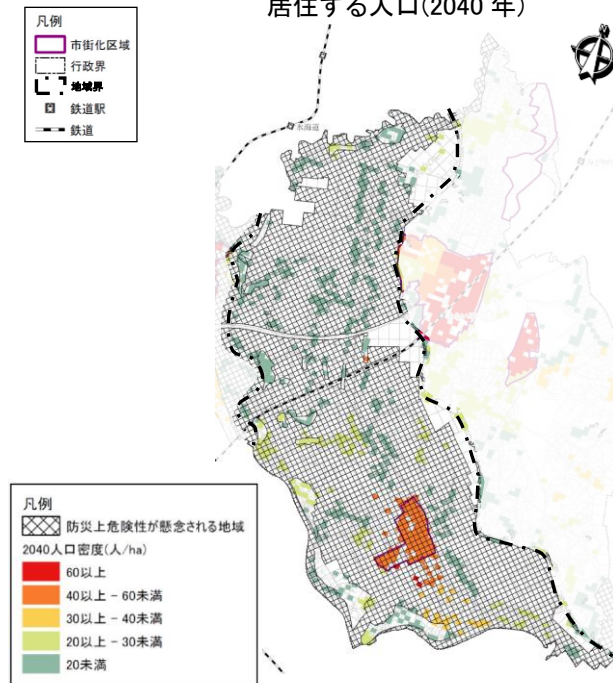 居住する人口(2040 年)
凡例
市街化区域
行政界
地域界
鉄道駅
鉄道
水海道
凡例
防災上危険性が懸念される地域
2040人口密度(人/ha)
60以上
40以上 - 60未満
30以上 - 40未満
20以上 - 30未満
20未満